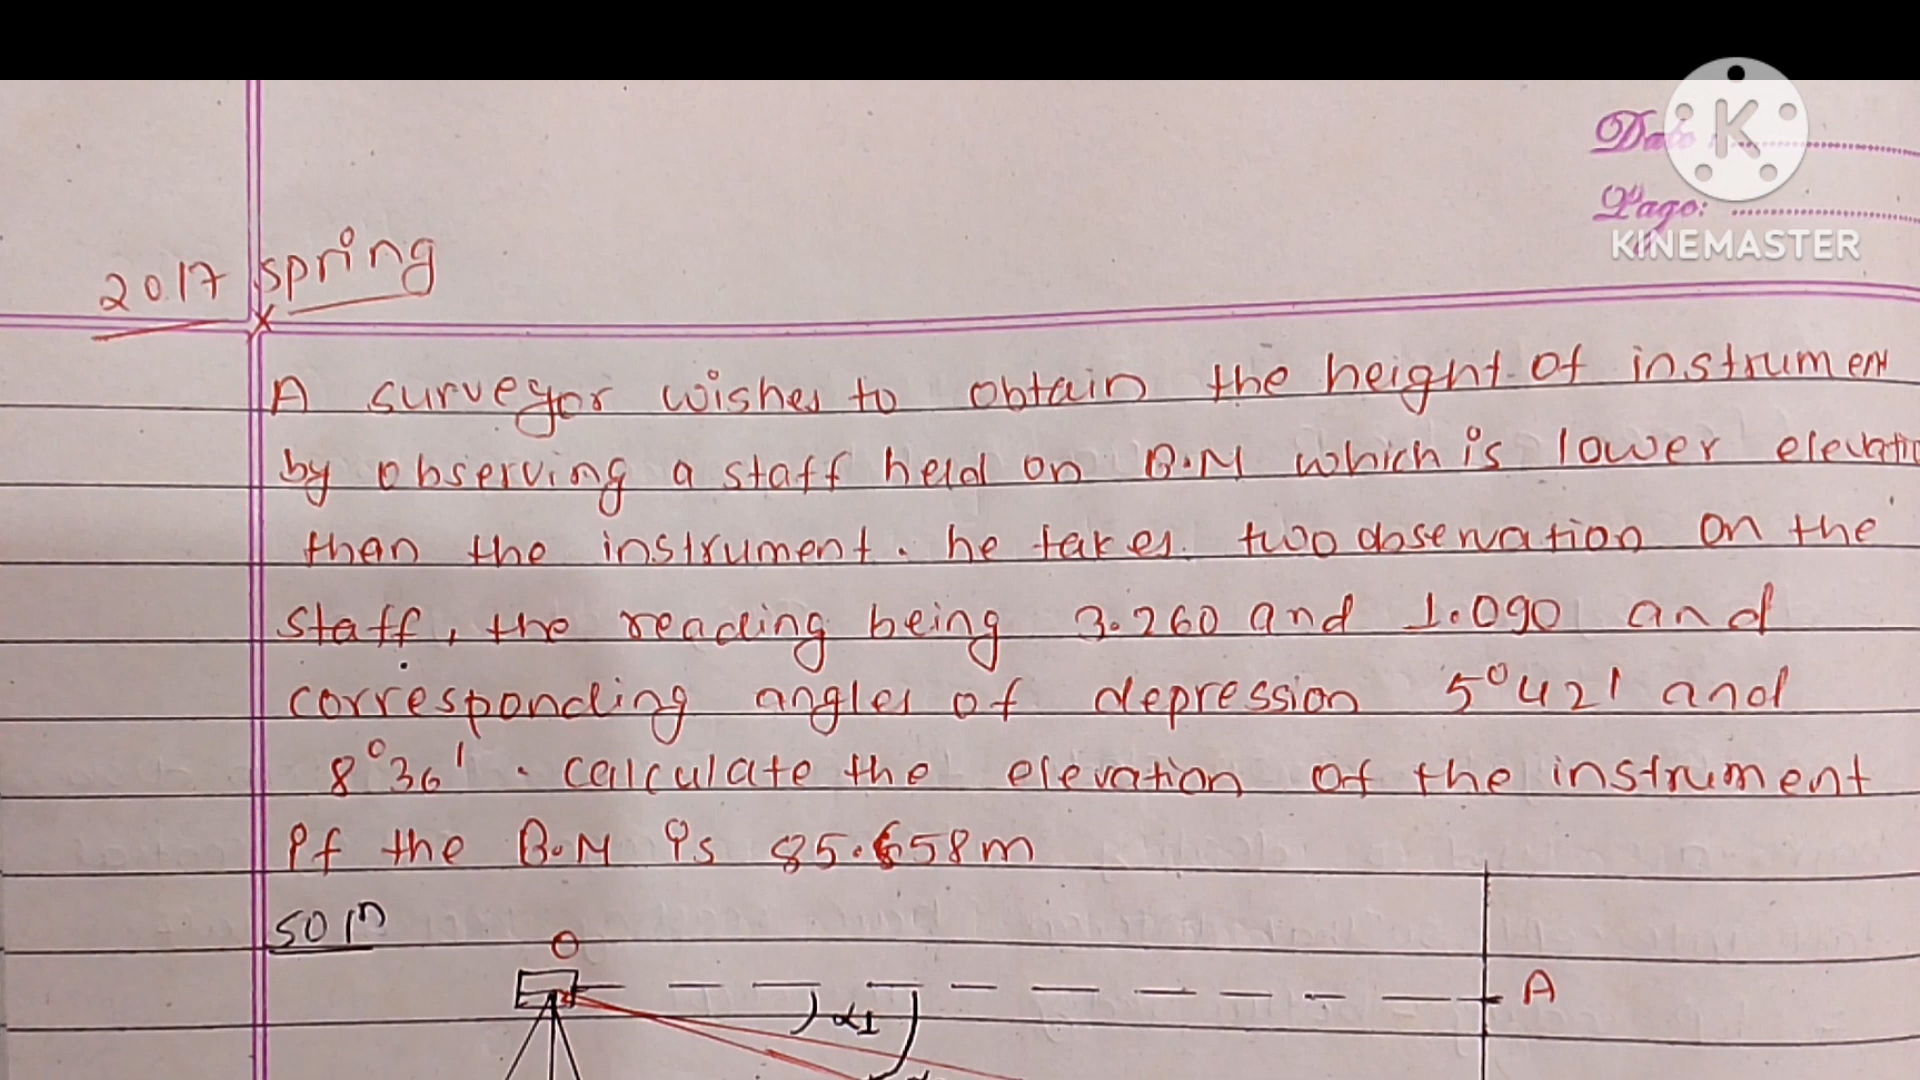 Date:
Page:
KINEMASTER
2017 spring
A surveyor wishes to obtain the height of instrument
by observing a staff held on B.M which is lower elevatio
than the instrument. he takes two observation on the
staff, the reading being 3.260 and 1.090 and
corresponding angles of depression 5°42' and
8°36'. calculate the elevation of the instrument
if the B.M is 85.658m
sol^n
O
A
α1